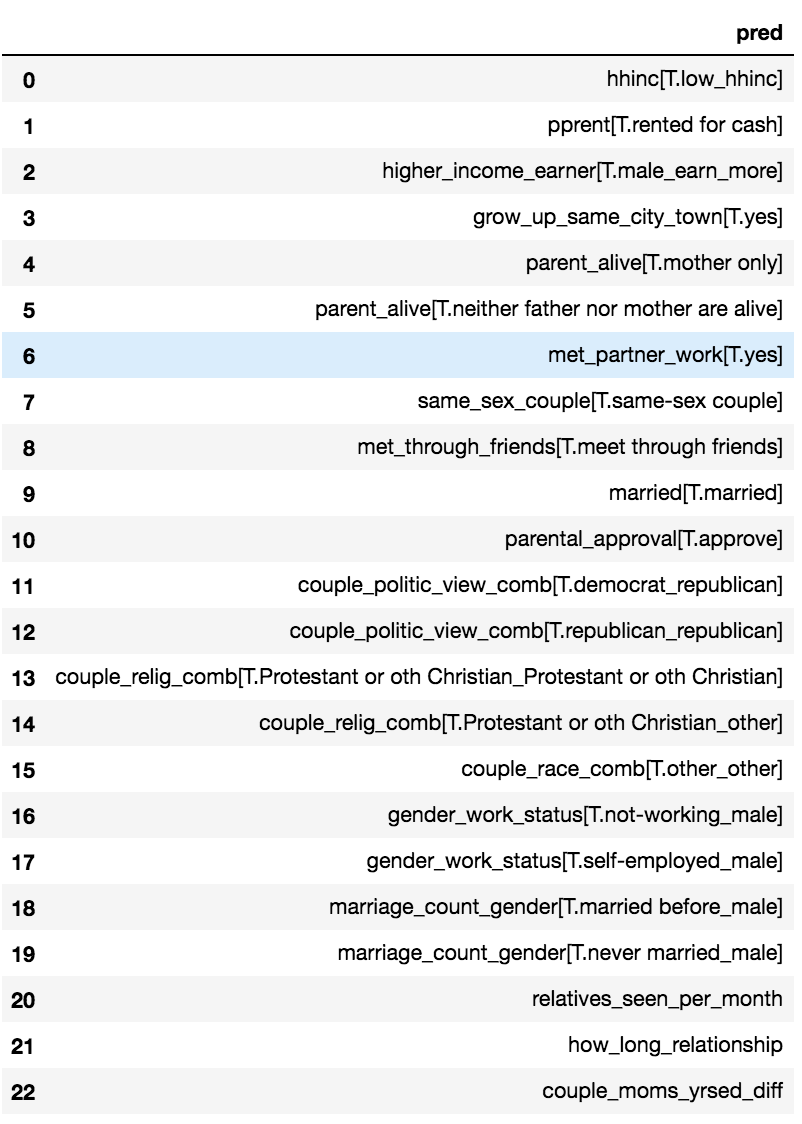 pred
0 hhinc[T.low_hhinc]
1 pprent[T.rented for cash]
2 higher_income_earner[T.male_earn_more]
3 grow_up_same_city_town[T.yes]
4 parent_alive[T.mother only]
5 parent_alive[T.neither father nor mother are alive]
6 met_partner_work[T.yes]
7 same_sex_couple[T.same-sex couple]
8 met_through_friends[T.meet through friends]
9 married[T.married]
10 parental_approval[T.approve]
11 couple_politic_view_comb[T.democrat_republican]
12 couple_politic_view_comb[T.republican_republican]
13 couple_relig_comb[T.Protestant or oth Christian_Protestant or oth Christian]
14 couple_relig_comb[T.Protestant or oth Christian_other]
15 couple_race_comb[T.other_other]
16 gender_work_status[T.not-working_male]
17 gender_work_status[T.self-employed_male]
18 marriage_count_gender[T.married before_male]
19 marriage_count_gender[T.never married_male]
20 relatives_seen_per_month
21 how_long_relationship
22 couple_moms_yrsed_diff